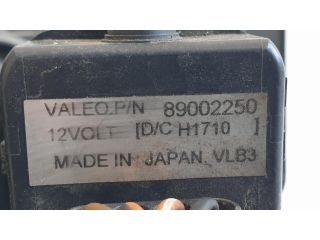 VALEO.P/N 89002250
12VOLT [D/C H1710 ]
MADE IN JAPAN. VLB3